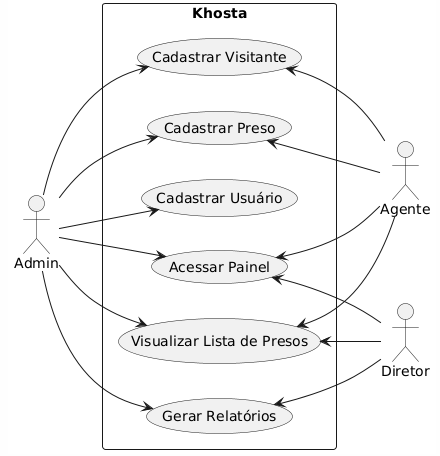 Khosta
Cadastrar Visitante
Cadastrar Preso
Agente
Cadastrar Usuário
Admin
Acessar Painel
Visualizar Lista de Presos
Diretor
Gerar Relatórios